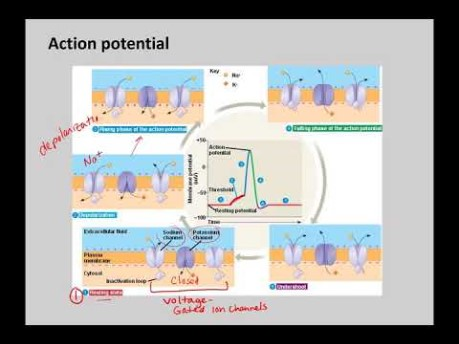 Action potential
Key
Na+
K+
Rising phase of the action potential
Falling phase of the action potential
depolarizati
Na+
+50
Action
potential
0
Membrane potential
(mV)
-50
Threshold
Resting potential
-100
Time
Depolarization
Extracellular fluid
Sodium
channel
Potassium
channel
Plasma
membrane
Cytosol
Inactivation loop
Closed
1
Resting state
Undershoot
Voltage-
Gated ion channels